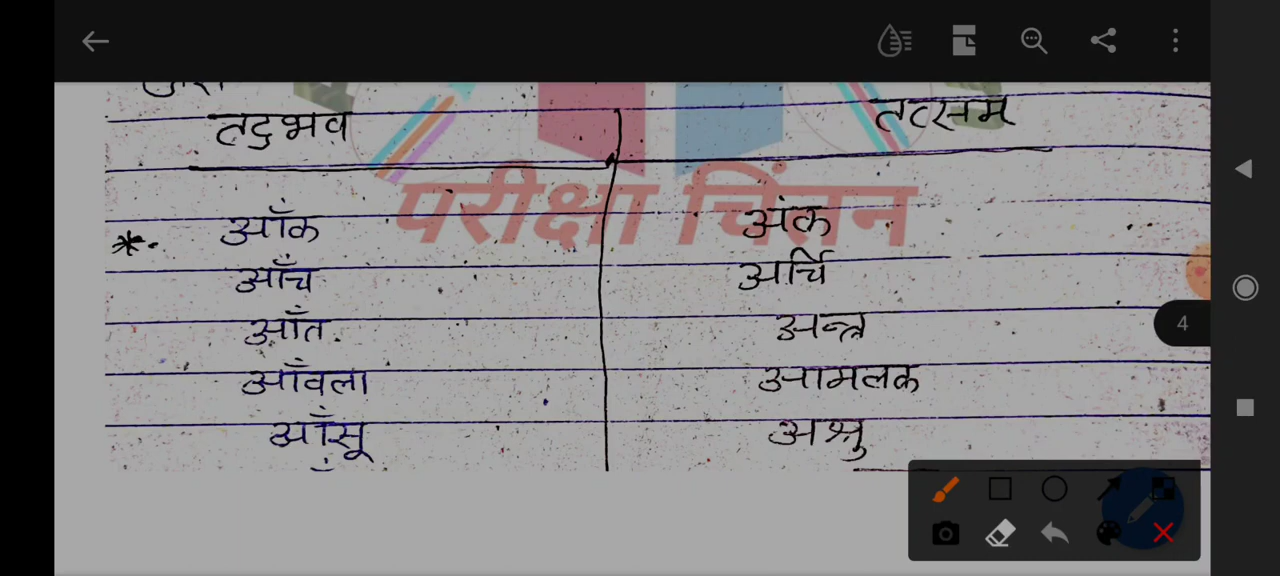 तद्भव तत्सम
परीक्षा चिंतन
*. आँक अंक
आँच अर्चि
आँत. अन्त्र
आँवला आमलक
आँसू अश्रु
4